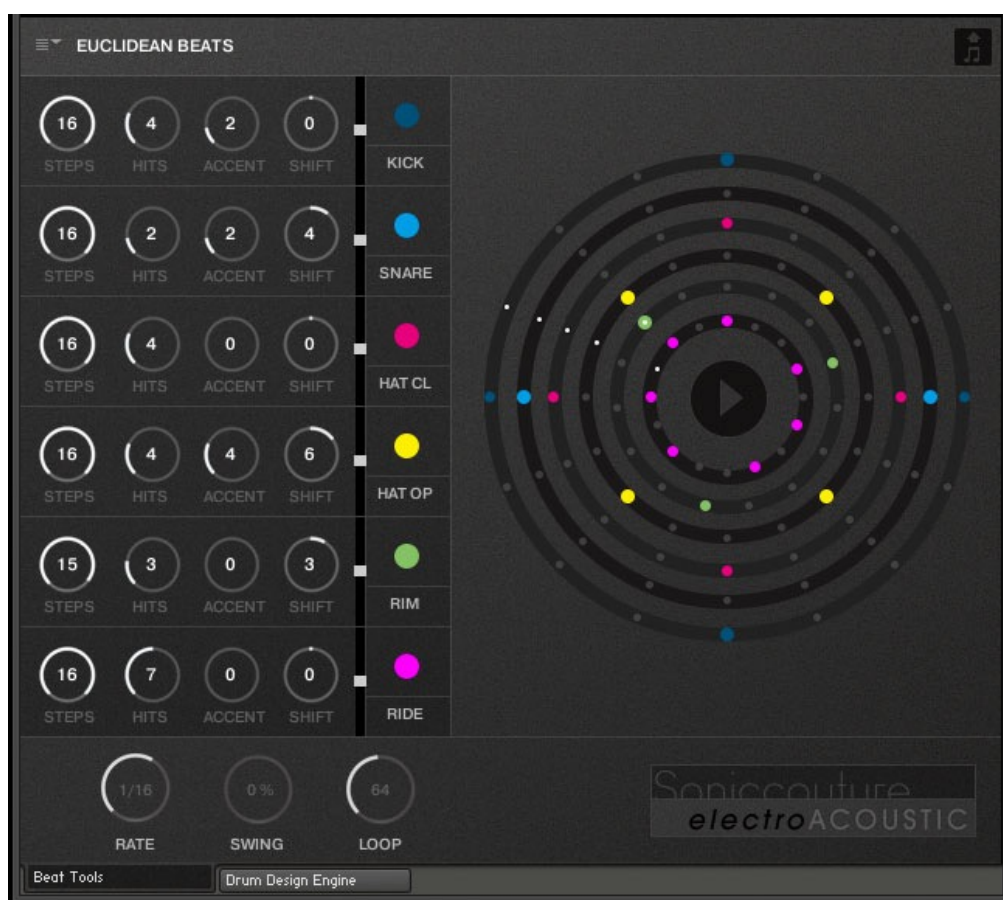 EUCLIDEAN BEATS
16 4 2 0
STEPS HITS ACCENT SHIFT
KICK
16 2 2 4
STEPS HITS ACCENT SHIFT
SNARE
16 4 0 0
STEPS HITS ACCENT SHIFT
HAT CL
16 4 4 6
STEPS HITS ACCENT SHIFT
HAT OP
15 3 0 3
STEPS HITS ACCENT SHIFT
RIM
16 7 0 0
STEPS HITS ACCENT SHIFT
RIDE
1/16 0 % 64
RATE SWING LOOP
Soniccouture
electroACOUSTIC
Beat Tools Drum Design Engine